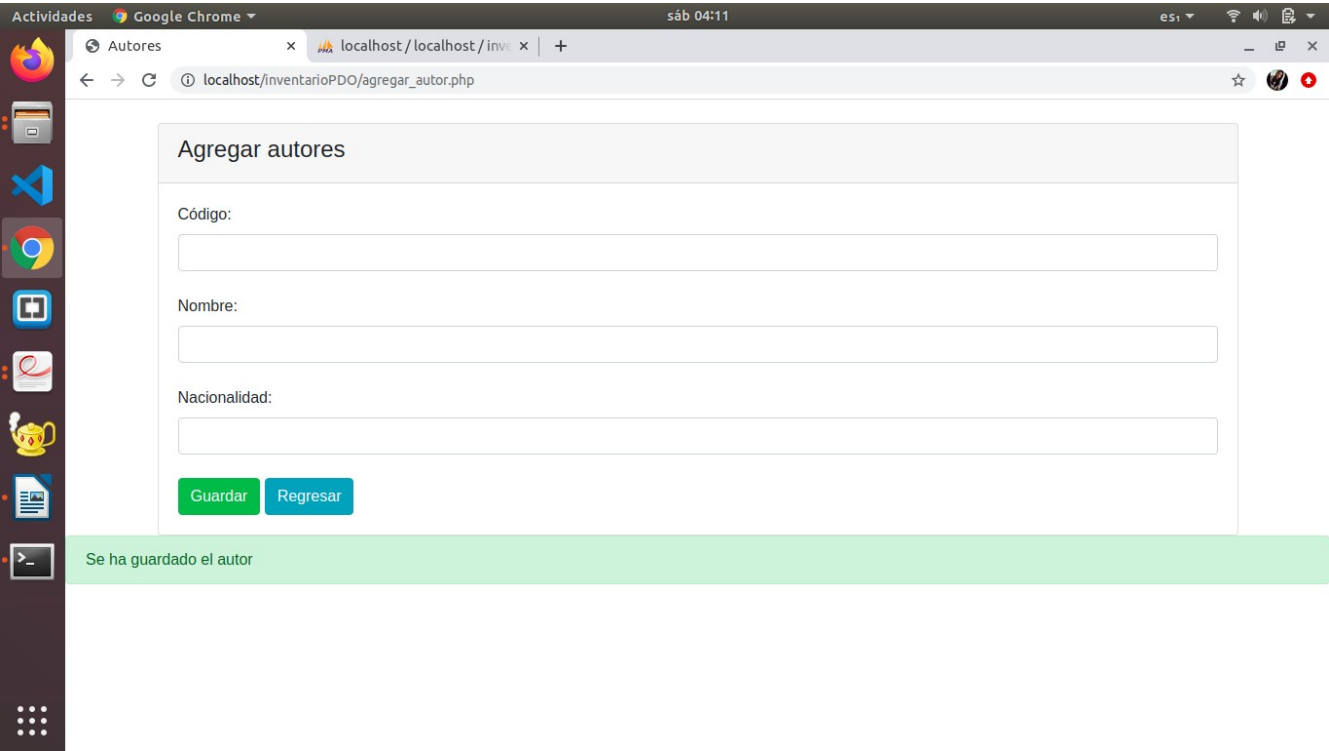 Actividades Google Chrome sáb 04:11 es₁
Autores localhost / localhost / inve
localhost/inventarioPDO/agregar_autor.php
Agregar autores
Código:
Nombre:
Nacionalidad:
Guardar Regresar
Se ha guardado el autor